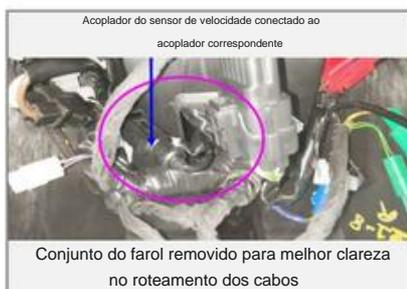 Acoplador do sensor de velocidade conectado ao
acoplador correspondente
Conjunto do farol removido para melhor clareza
no roteamento dos cabos